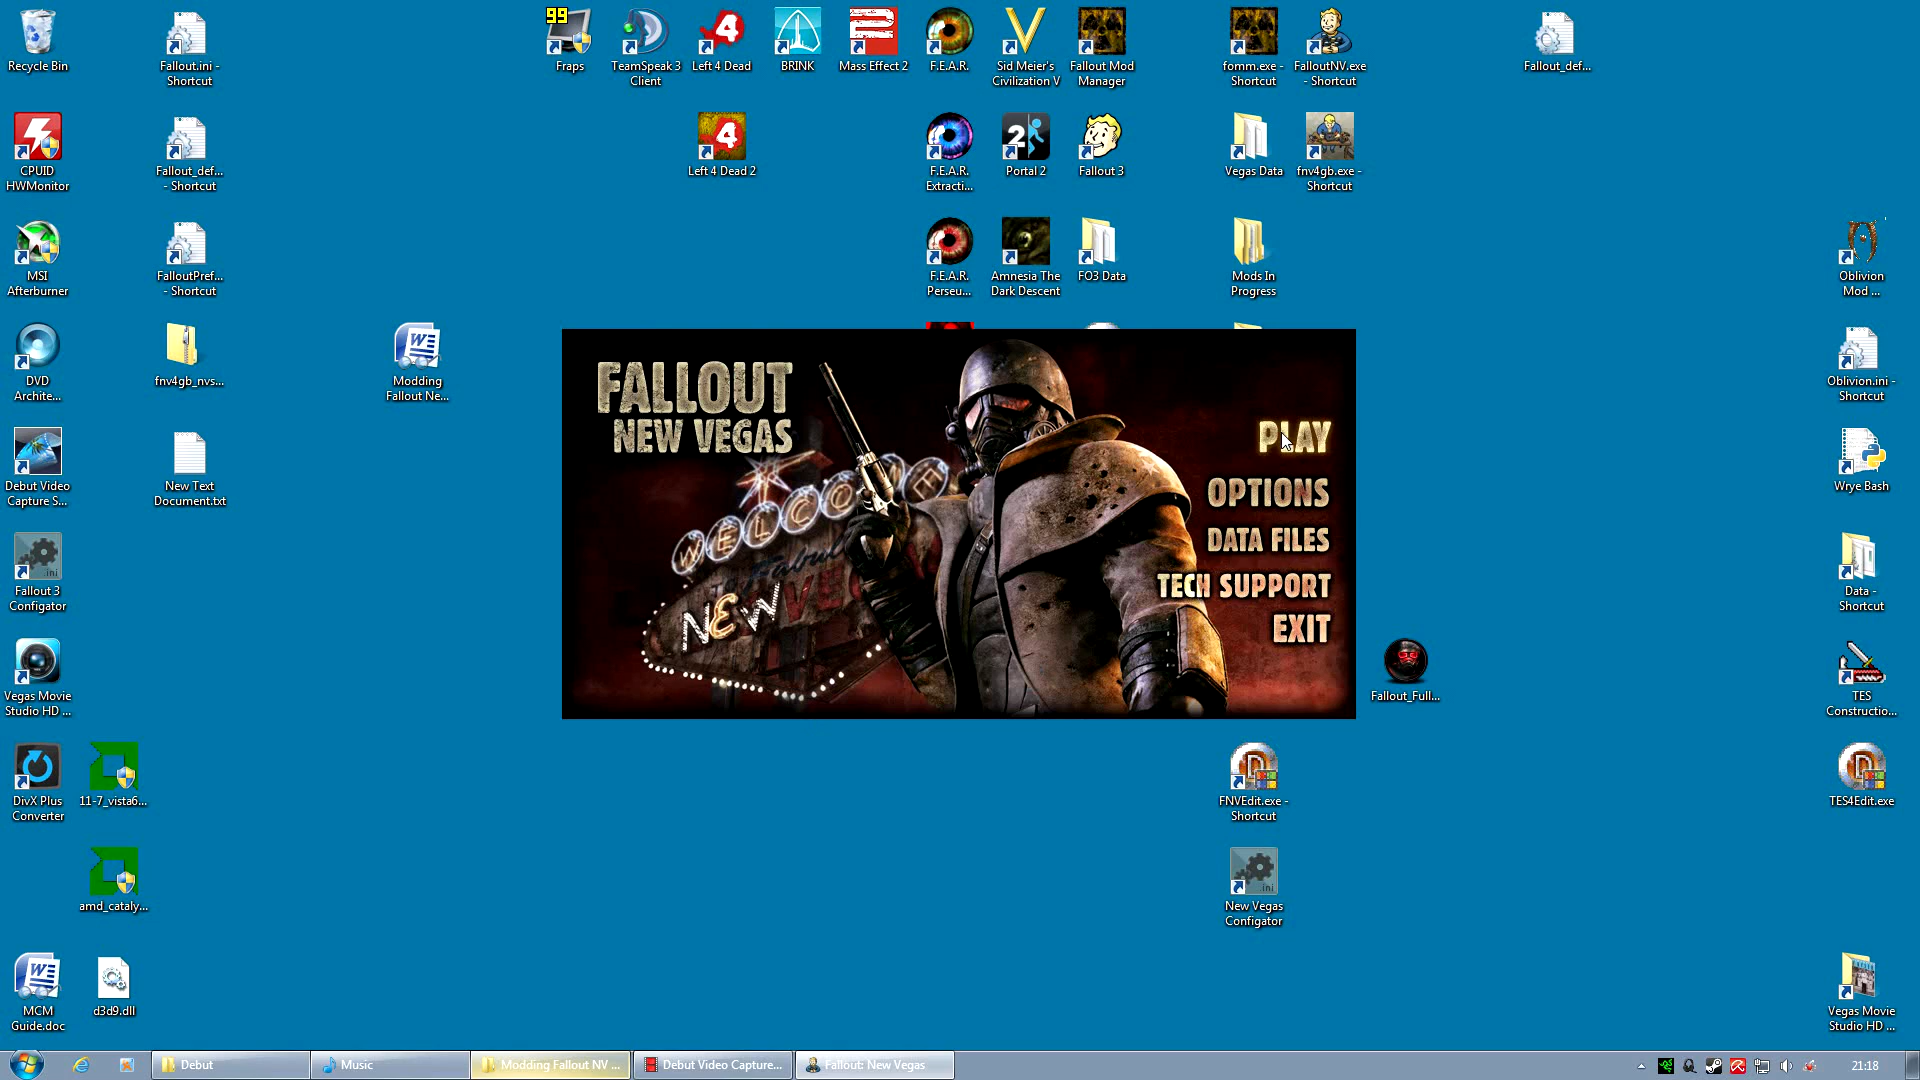 Recycle Bin
Fallout.ini -
Shortcut
99
Fraps
TeamSpeak 3
Client
Left 4 Dead
BRINK
Mass Effect 2
F.E.A.R.
Sid Meier's
Civilization V
Fallout Mod
Manager
fomm.exe -
Shortcut
FalloutNV.exe
- Shortcut
Fallout_def...
CPUID
HWMonitor
Fallout_def...
- Shortcut
Left 4 Dead 2
F.E.A.R.
Extracti...
Portal 2
Fallout 3
Vegas Data
fnv4gb.exe -
Shortcut
MSI
Afterburner
FalloutPref...
- Shortcut
F.E.A.R.
Perseu...
Amnesia The
Dark Descent
FO3 Data
Mods In
Progress
Oblivion
Mod ...
DVD
Archite...
fnv4gb_nvs...
Modding
Fallout Ne...
Oblivion.ini -
Shortcut
FALLOUT
NEW VEGAS
WELCOME
Fabulous
NEW VEGAS
PLAY
OPTIONS
DATA FILES
TECH SUPPORT
EXIT
Debut Video
Capture S...
New Text
Document.txt
Wrye Bash
Fallout 3
Configator
Data -
Shortcut
Vegas Movie
Studio HD ...
Fallout_Full...
TES
Constructio...
DivX Plus
Converter
11-7_vista6...
FNVEdit.exe -
Shortcut
TES4Edit.exe
amd_cataly...
New Vegas
Configator
MCM
Guide.doc
d3d9.dll
Vegas Movie
Studio HD ...
Debut
Music
Modding Fallout NV ...
Debut Video Capture...
Fallout: New Vegas
21:18